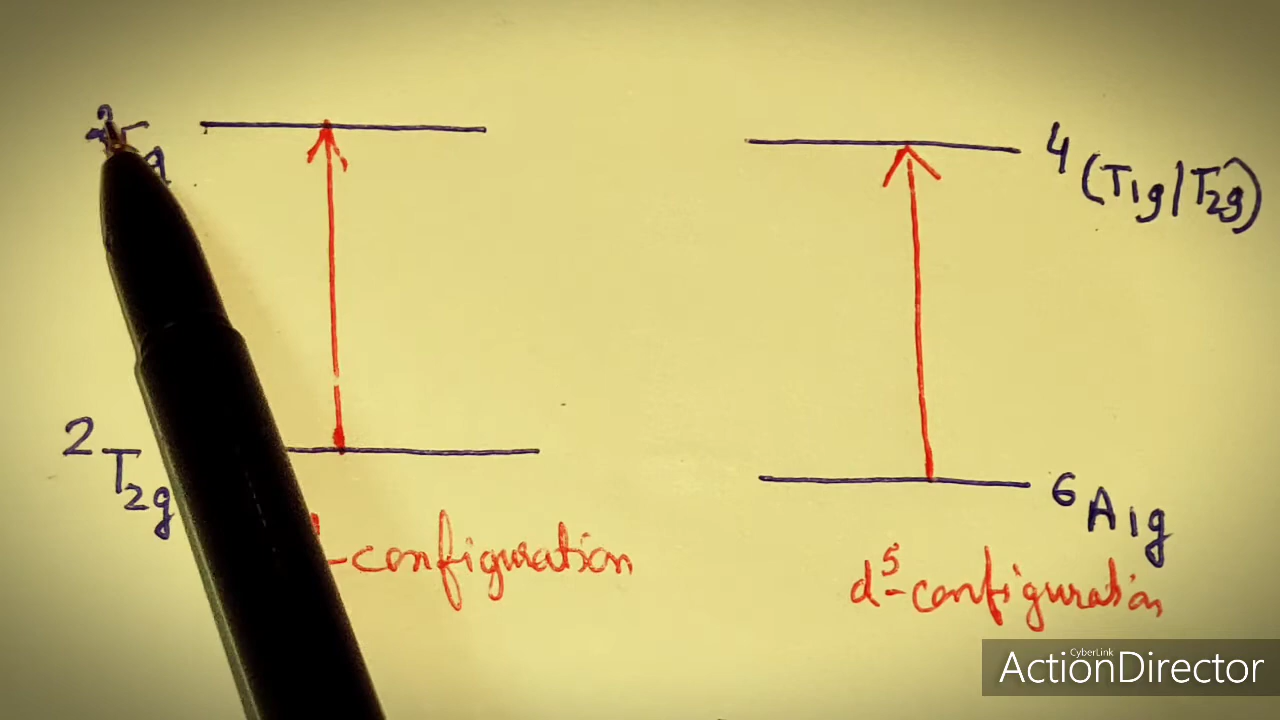 4(T1g/T2g)
2T2g
6A1g
-configuration
d5-configuration
CyberLink
ActionDirector